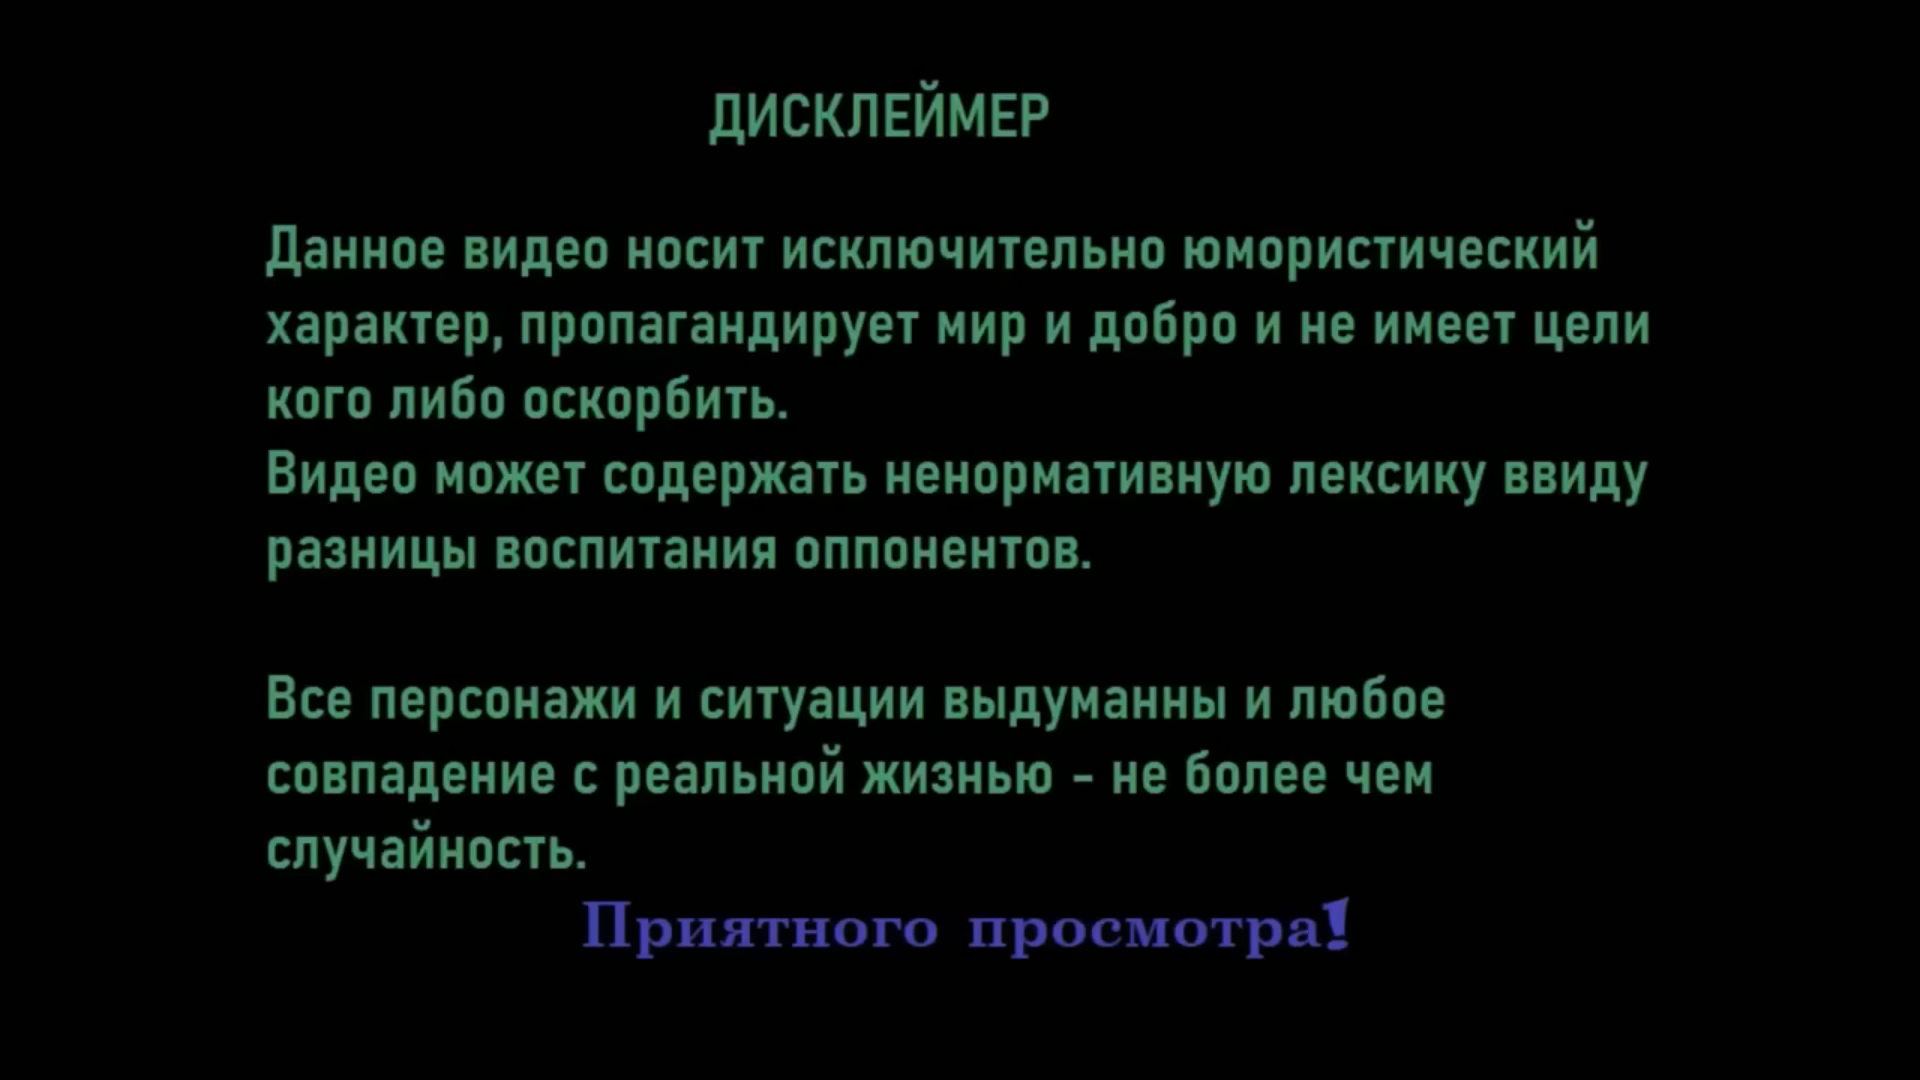 ДИСКЛЕЙМЕР
Данное видео носит исключительно юмористический
характер, пропагандирует мир и добро и не имеет цели
кого либо оскорбить.
Видео может содержать ненормативную лексику ввиду
разницы воспитания оппонентов.
Все персонажи и ситуации выдуманны и любое
совпадение с реальной жизнью - не более чем
случайность.
Приятного просмотра!